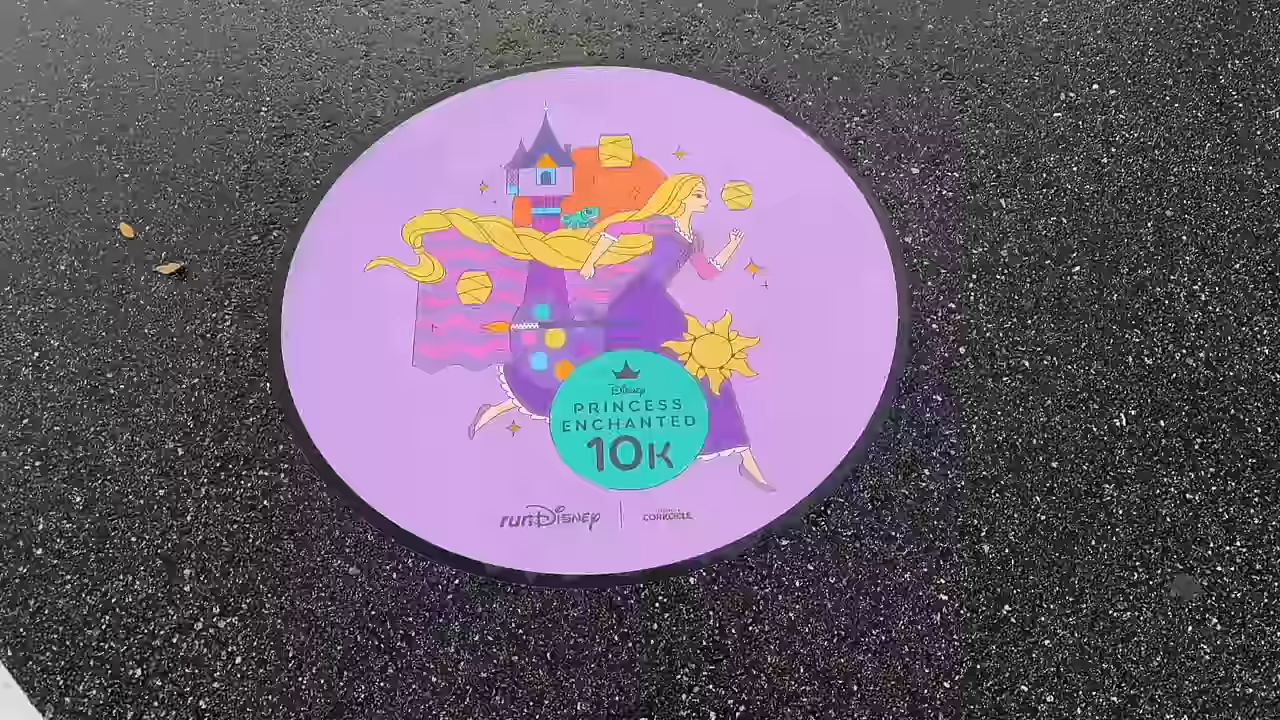 Disney
PRINCESS
ENCHANTED
10K
runDisney
CORKCICLE